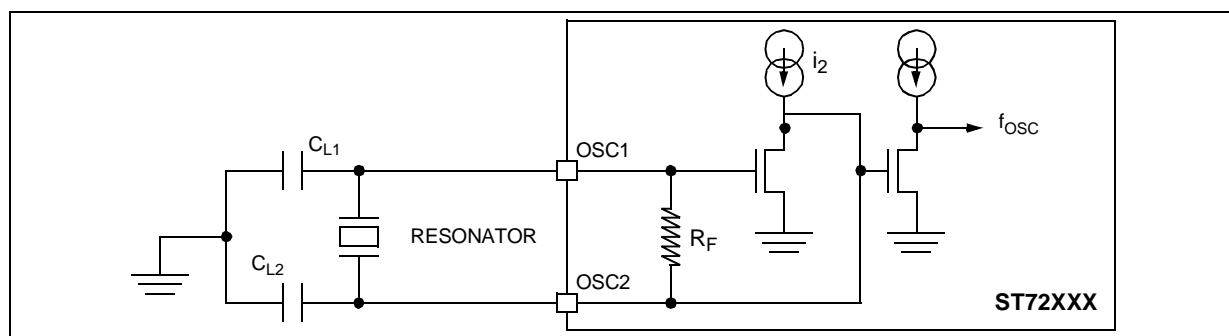 i2
fOSC
CL1
OSC1
RESONATOR
RF
CL2
OSC2
ST72XXX